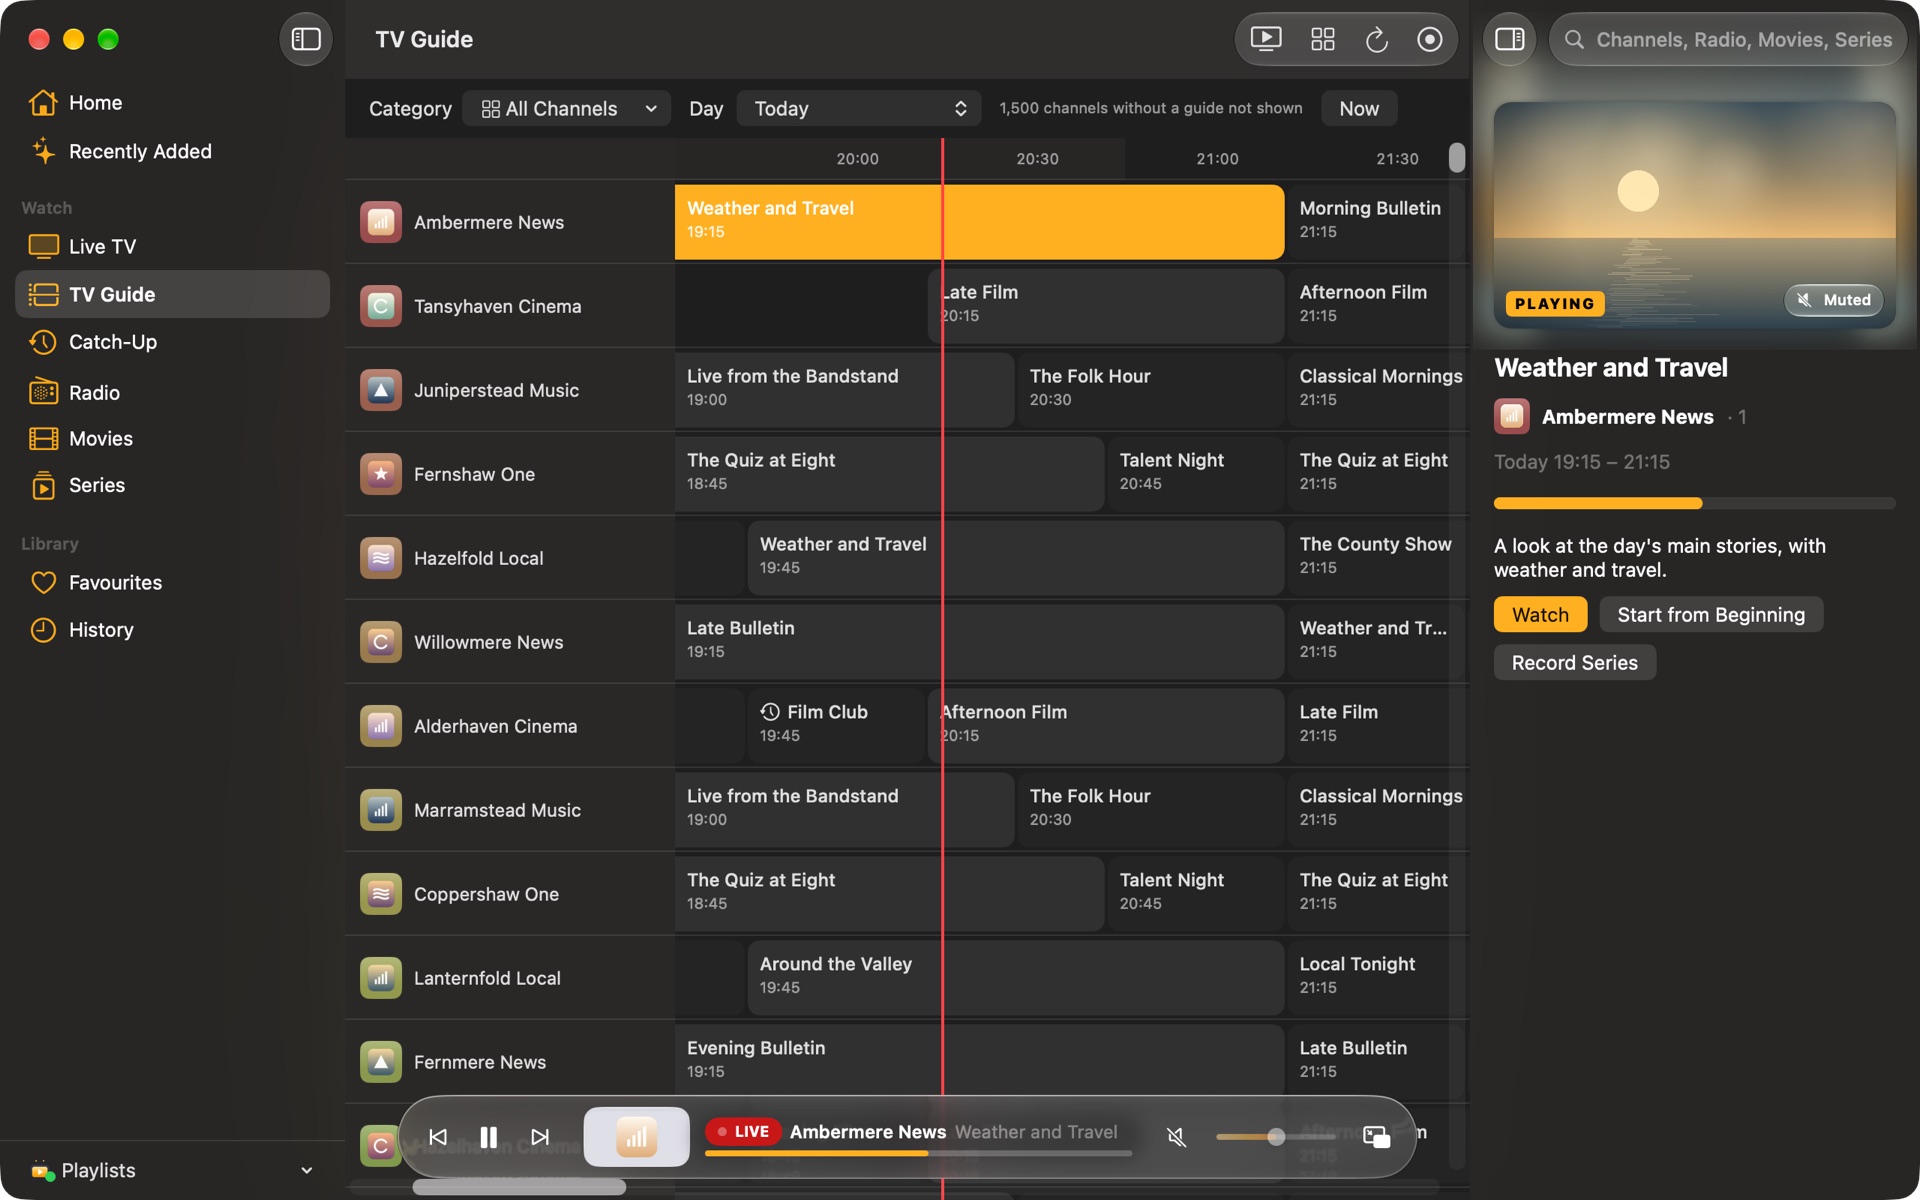 TV Guide
Channels, Radio, Movies, Series
Home
Recently Added
Watch
Live TV
TV Guide
Catch-Up
Radio
Movies
Series
Library
Favourites
History
Playlists
Category
All Channels
Day
Today
1,500 channels without a guide not shown
Now
20:00
20:30
21:00
21:30
Ambermere News
Weather and Travel
19:15
Morning Bulletin
21:15
Tansyhaven Cinema
Late Film
20:15
Afternoon Film
21:15
Juniperstead Music
Live from the Bandstand
19:00
The Folk Hour
20:30
Classical Mornings
21:15
Fernshaw One
The Quiz at Eight
18:45
Talent Night
20:45
The Quiz at Eight
21:15
Hazelfold Local
Weather and Travel
19:45
The County Show
21:15
Willowmere News
Late Bulletin
19:15
Weather and Tr...
21:15
Alderhaven Cinema
Film Club
19:45
Afternoon Film
20:15
Late Film
21:15
Marramstead Music
Live from the Bandstand
19:00
The Folk Hour
20:30
Classical Mornings
21:15
Coppershaw One
The Quiz at Eight
18:45
Talent Night
20:45
The Quiz at Eight
21:15
Lanternfold Local
Around the Valley
19:45
Local Tonight
21:15
Fernmere News
Evening Bulletin
19:15
Late Bulletin
21:15
C
LIVE
Ambermere News
Weather and Travel
PLAYING
Muted
Weather and Travel
Ambermere News · 1
Today 19:15 – 21:15
A look at the day's main stories, with
weather and travel.
Watch
Start from Beginning
Record Series